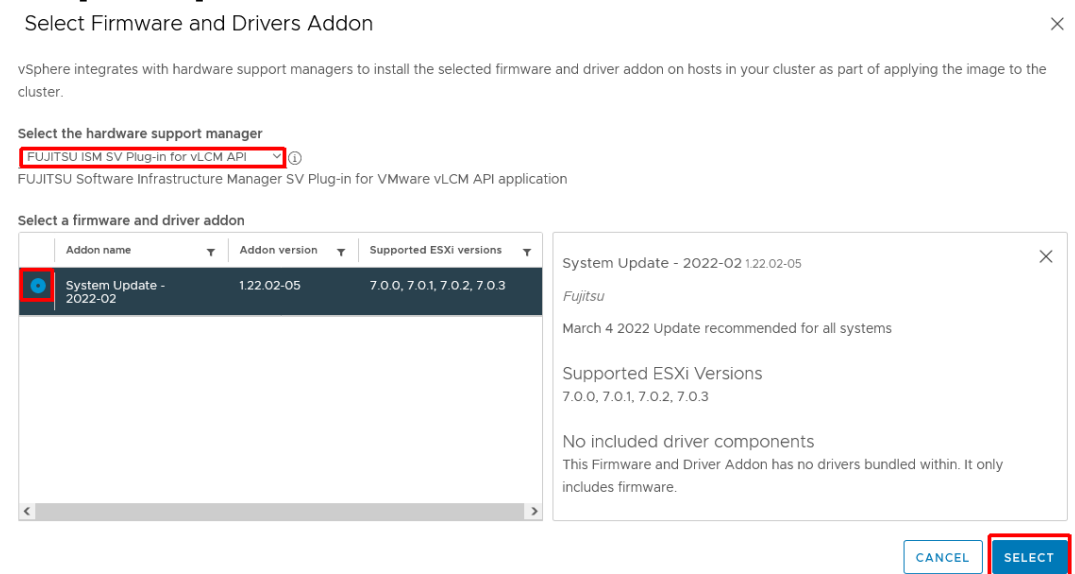 Select Firmware and Drivers Addon
vSphere integrates with hardware support managers to install the selected firmware and driver addon on hosts in your cluster as part of applying the image to the
cluster.
Select the hardware support manager
FUJITSU ISM SV Plug-in for vLCM API
FUJITSU Software Infrastructure Manager SV Plug-in for VMware vLCM API application
Select a firmware and driver addon
Addon name Addon version Supported ESXi versions
System Update - 1.22.02-05 7.0.0, 7.0.1, 7.0.2, 7.0.3
2022-02
System Update - 2022-02 1.22.02-05
Fujitsu
March 4 2022 Update recommended for all systems
Supported ESXi Versions
7.0.0, 7.0.1, 7.0.2, 7.0.3
No included driver components
This Firmware and Driver Addon has no drivers bundled within. It only
includes firmware.
CANCEL SELECT